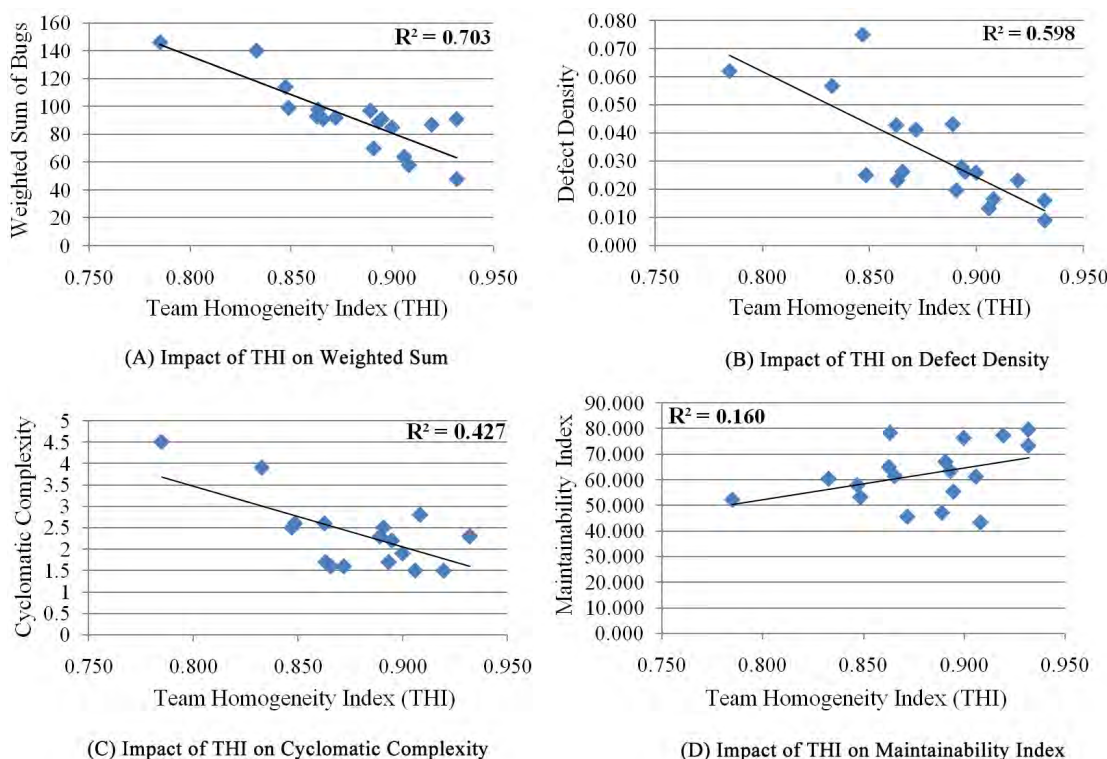 R² = 0.703
Weighted Sum of Bugs
160
140
120
100
80
60
40
20
0
0.750 0.800 0.850 0.900 0.950
Team Homogeneity Index (THI)
(A) Impact of THI on Weighted Sum
R² = 0.598
Defect Density
0.080
0.070
0.060
0.050
0.040
0.030
0.020
0.010
0.000
0.750 0.800 0.850 0.900 0.950
Team Homogeneity Index (THI)
(B) Impact of THI on Defect Density
R² = 0.427
Cyclomatic Complexity
5
4.5
4
3.5
3
2.5
2
1.5
1
0.5
0
0.750 0.800 0.850 0.900 0.950
Team Homogeneity Index (THI)
(C) Impact of THI on Cyclomatic Complexity
R² = 0.160
Maintainability Index
90.000
80.000
70.000
60.000
50.000
40.000
30.000
20.000
10.000
0.000
0.750 0.800 0.850 0.900 0.950
Team Homogeneity Index (THI)
(D) Impact of THI on Maintainability Index